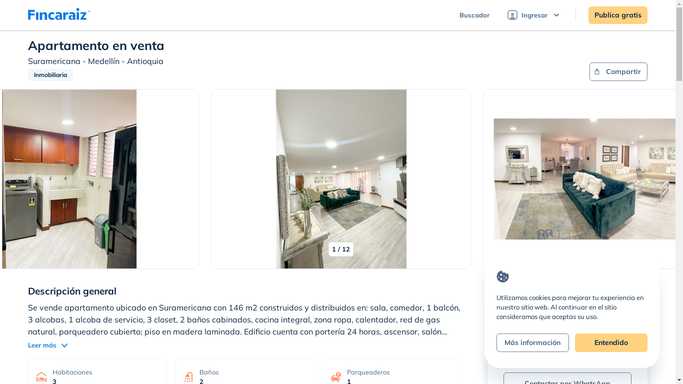 Fincaraiz
Buscador
Ingresar
Publica gratis
Apartamento en venta
Suramericana - Medellín - Antioquia
Inmobiliaria
Compartir
1 / 12
Descripción general
Se vende apartamento ubicado en Suramericana con 146 m2 construidos y distribuidos en: sala, comedor, 1 balcón,
3 alcobas, 1 alcoba de servicio, 3 closet, 2 baños cabinados, cocina integral, zona ropa, calentador, red de gas
natural, parqueadero cubierto; piso en madera laminada. Edificio cuenta con portería 24 horas, ascensor, salón...
Leer más
Habitaciones
3
Baños
2
Parqueaderos
1
Utilizamos cookies para mejorar tu experiencia en
nuestro sitio web. Al continuar en el sitio
consideramos que aceptas su uso.
Más información
Entendido
Contactar por WhatsApp